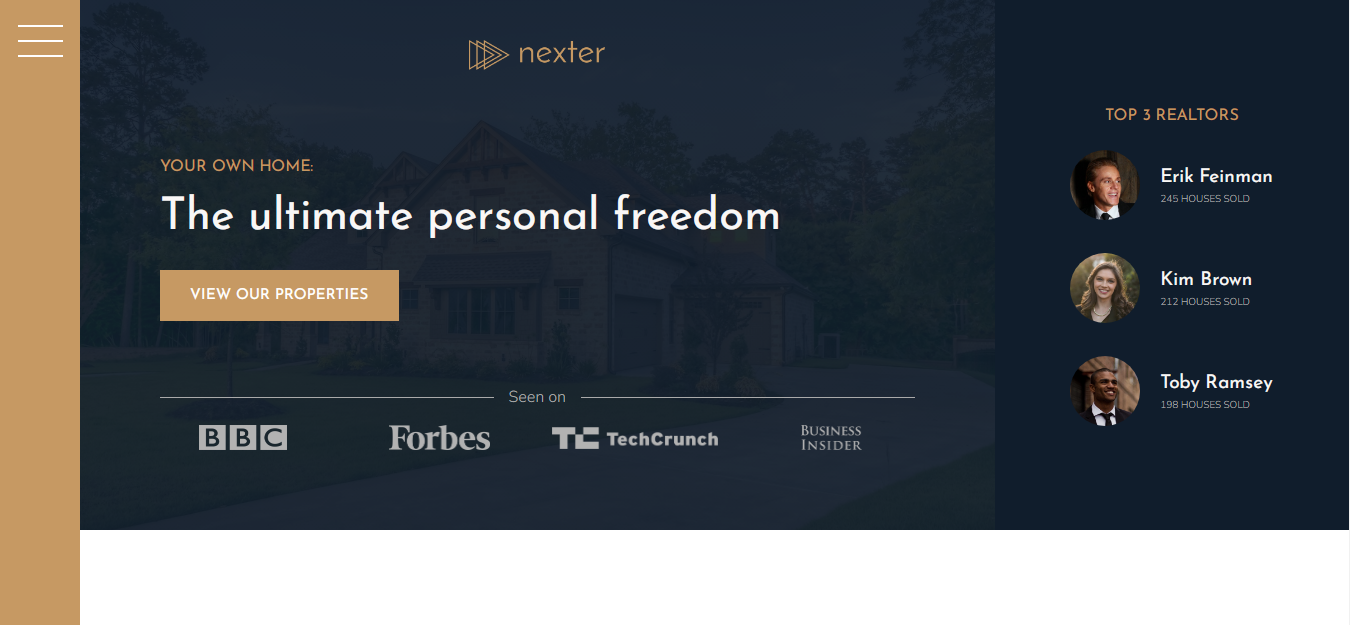 nexter
YOUR OWN HOME:
The ultimate personal freedom
VIEW OUR PROPERTIES
Seen on
BBC
Forbes
TC TechCrunch
BUSINESS
INSIDER
TOP 3 REALTORS
Erik Feinman
245 HOUSES SOLD
Kim Brown
212 HOUSES SOLD
Toby Ramsey
198 HOUSES SOLD